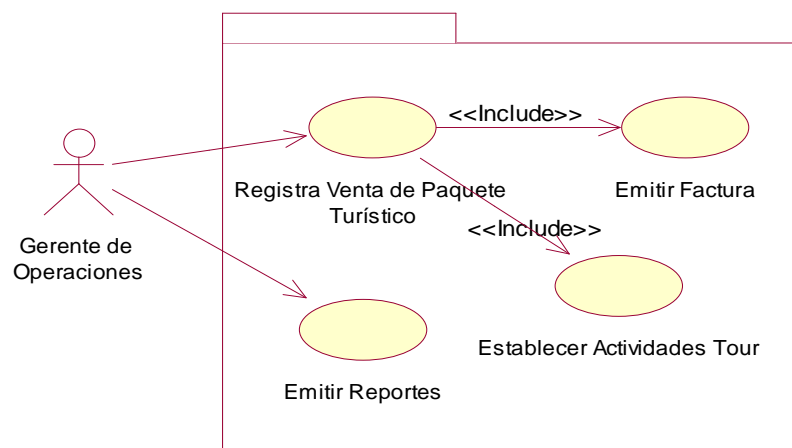 <<Include>>
Registra Venta de Paquete
Turístico
Emitir Factura
<<Include>>
Gerente de
Operaciones
Establecer Actividades Tour
Emitir Reportes